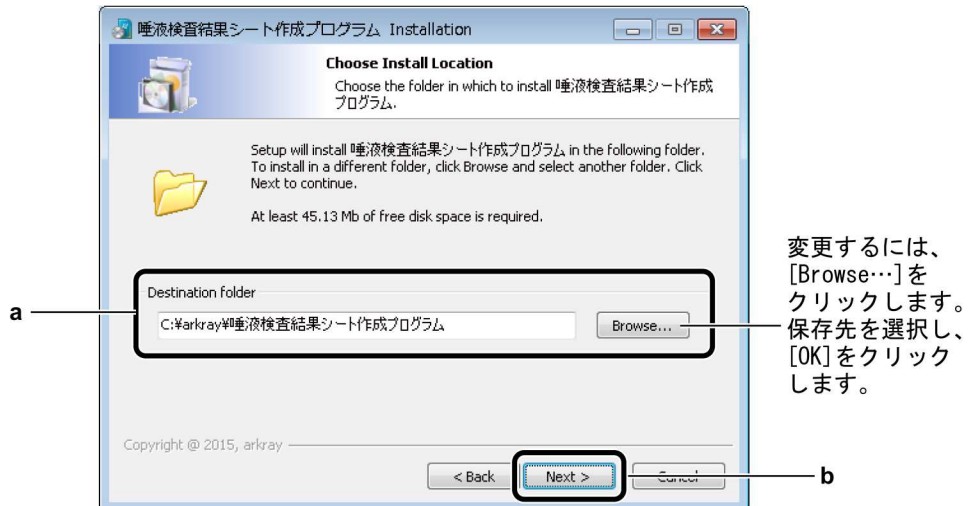 唾液検査結果シート作成プログラム Installation
Choose Install Location
Choose the folder in which to install 唾液検査結果シート作成
プログラム.
Setup will install 唾液検査結果シート作成プログラム in the following folder.
To install in a different folder, click Browse and select another folder. Click
Next to continue.
At least 45.13 Mb of free disk space is required.
変更するには、
[Browse…]を
クリックします。
保存先を選択し、
[OK]をクリック
します。
a
Destination folder
C:¥arkray¥唾液検査結果シート作成プログラム
Browse...
Copyright @ 2015, arkray
< Back
Next >
Cancel
b